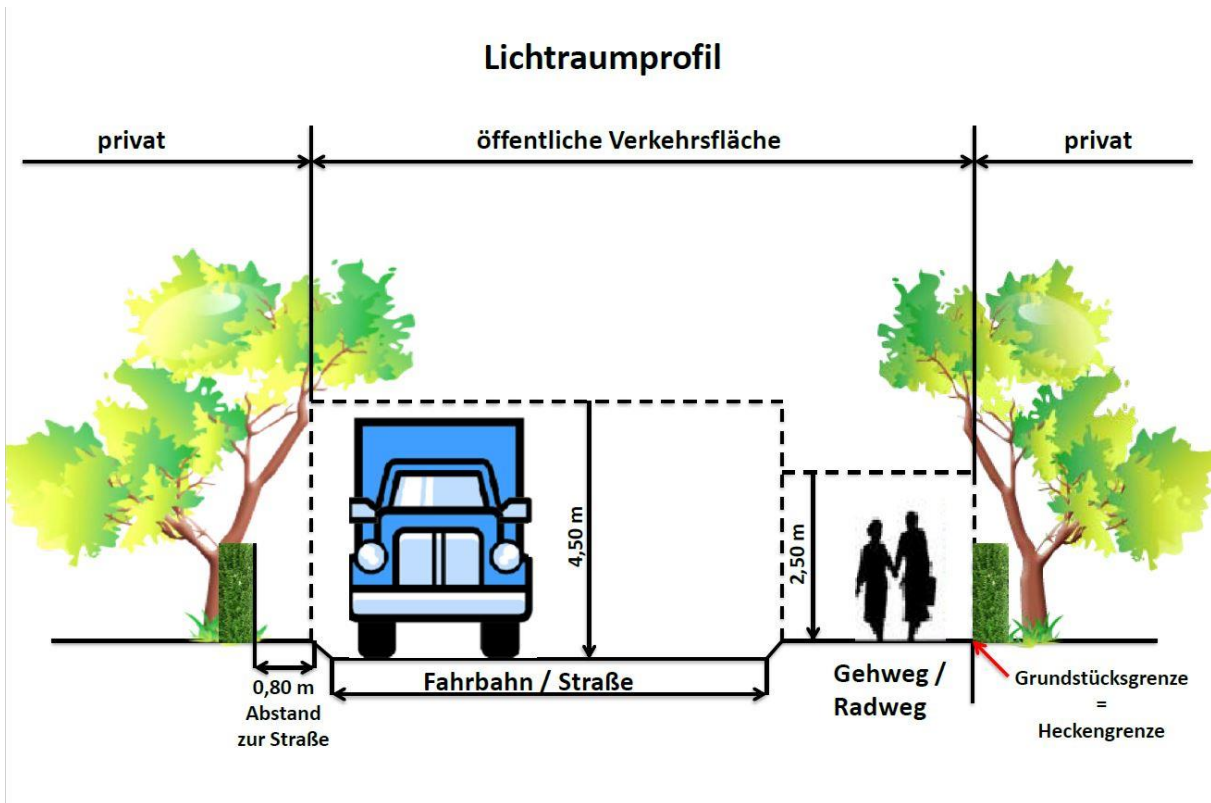 Lichtraumprofil
privat
öffentliche Verkehrsfläche
privat
4,50 m
2,50 m
0,80 m
Abstand
zur Straße
Fahrbahn / Straße
Gehweg /
Radweg
Grundstücksgrenze
=
Heckengrenze